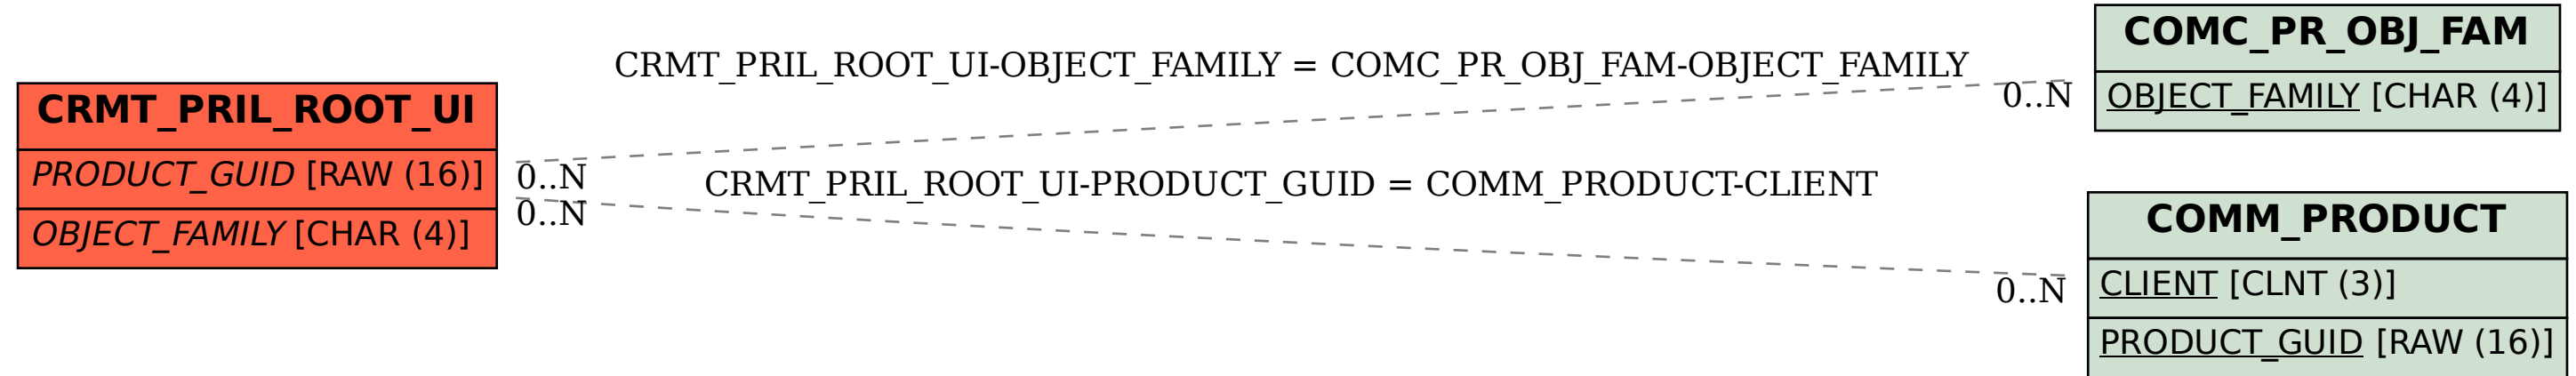 CRMT_PRIL_ROOT_UI
PRODUCT_GUID [RAW (16)]
OBJECT_FAMILY [CHAR (4)]
CRMT_PRIL_ROOT_UI-OBJECT_FAMILY = COMC_PR_OBJ_FAM-OBJECT_FAMILY
0..N
0..N
CRMT_PRIL_ROOT_UI-PRODUCT_GUID = COMM_PRODUCT-CLIENT
0..N
0..N
COMC_PR_OBJ_FAM
OBJECT_FAMILY [CHAR (4)]
COMM_PRODUCT
CLIENT [CLNT (3)]
PRODUCT_GUID [RAW (16)]